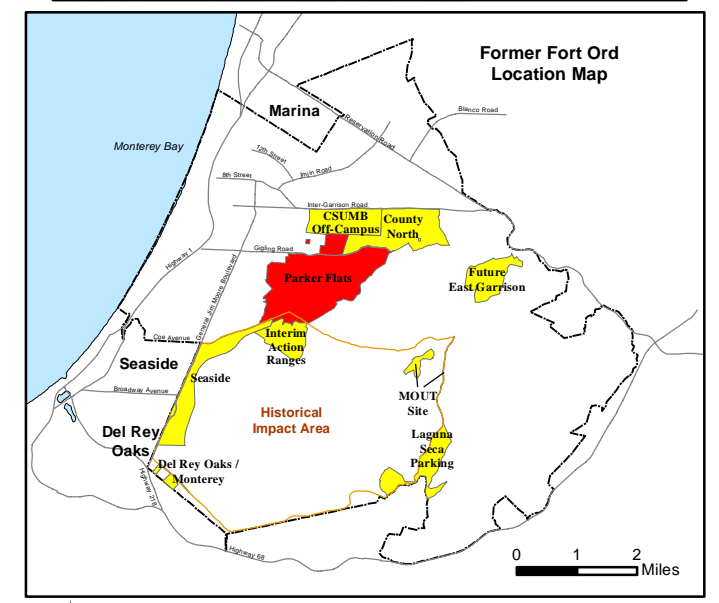 Former Fort Ord
Location Map
Marina
Blanco Road
Reservation Road
Monterey Bay
12th Street
Imjin Road
8th Street
Inter-Garrison Road
CSUMB
Off-Campus
County
North
Gigling Road
Highway 1
General Jim Moore Boulevard
Parker Flats
Future
East Garrison
Coe Avenue
Interim
Action
Ranges
Seaside
Seaside
Broadway Avenue
MOUT
Site
Historical
Impact Area
Del Rey
Oaks
Laguna
Seca
Parking
Del Rey Oaks /
Monterey
Highway 218
Highway 68
0 1 2
Miles